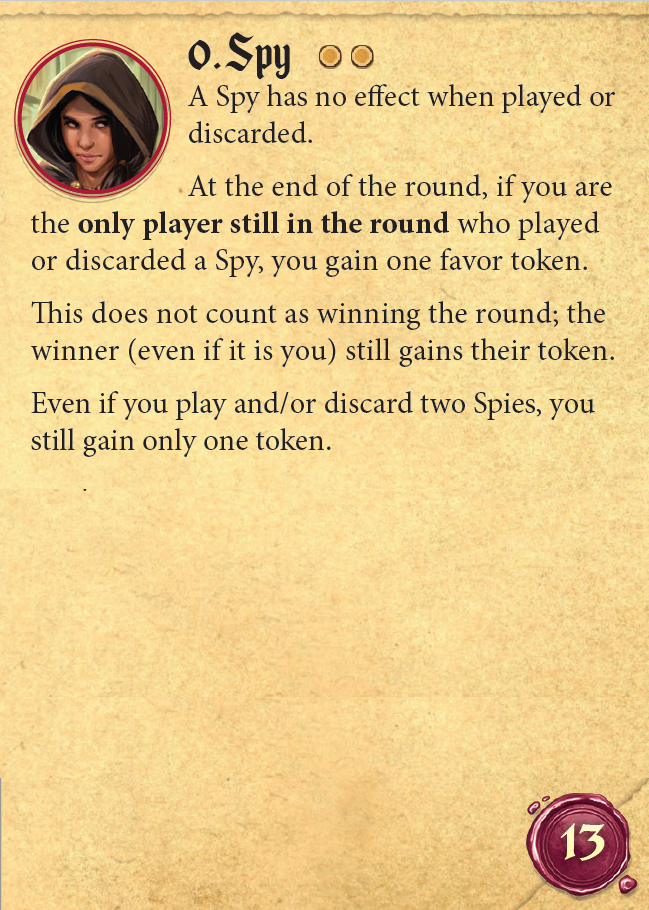 0. Spy
A Spy has no effect when played or
discarded.
At the end of the round, if you are
the only player still in the round who played
or discarded a Spy, you gain one favor token.
This does not count as winning the round; the
winner (even if it is you) still gains their token.
Even if you play and/or discard two Spies, you
still gain only one token.
13